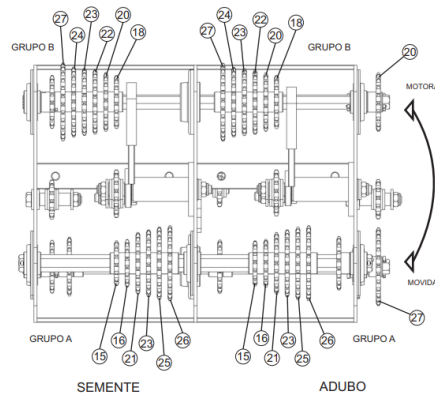 27 24 23 22 20 18
24 22
27 23 20 18
GRUPO B GRUPO B
20
MOTORA
MOVIDA
27
GRUPO A GRUPO A
15 16 21 23 25 26
15 16 21 23 25 26
SEMENTE ADUBO